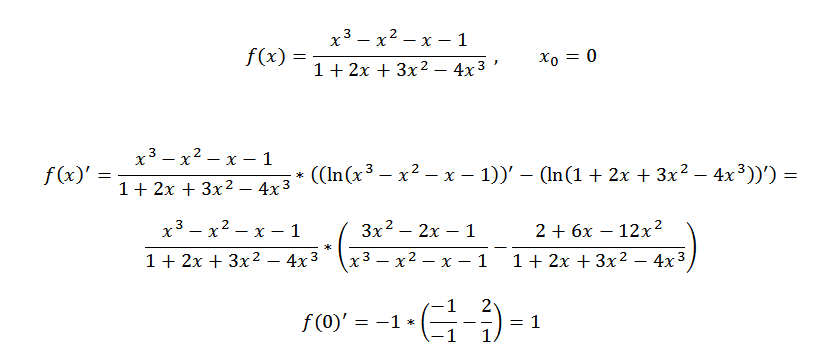 f(x) = (x³ − x² − x − 1)/(1 + 2x + 3x² − 4x³) ,   x₀ = 0
f(x)′ = (x³ − x² − x − 1)/(1 + 2x + 3x² − 4x³) * ((ln(x³ − x² − x − 1))′ − (ln(1 + 2x + 3x² − 4x³))′) =
(x³ − x² − x − 1)/(1 + 2x + 3x² − 4x³) * ((3x² − 2x − 1)/(x³ − x² − x − 1) − (2 + 6x − 12x²)/(1 + 2x + 3x² − 4x³))
f(0)′ = −1 * (−1/−1 − 2/1) = 1